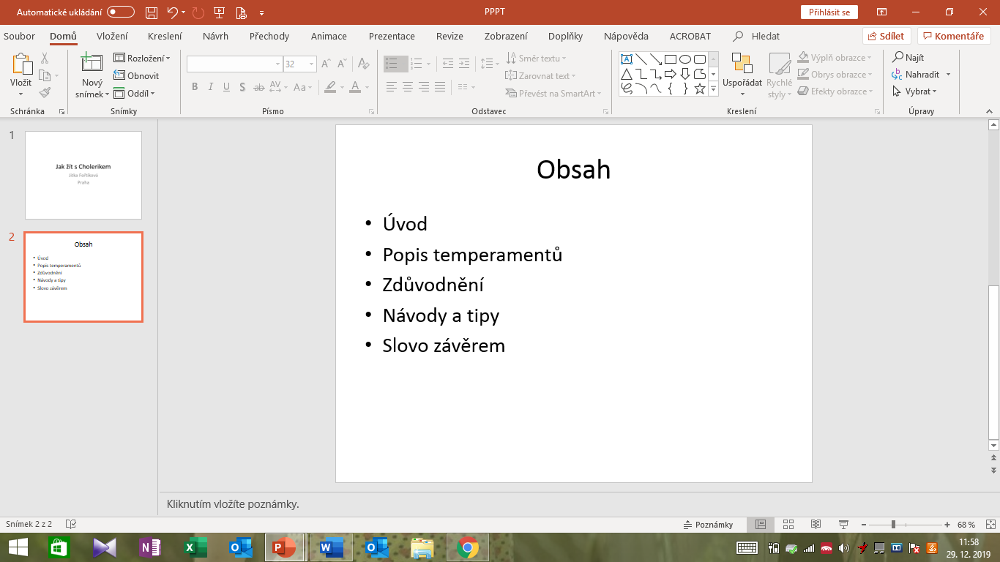 Automatické ukládání
PPPT
Přihlásit se
Soubor Domů Vložení Kreslení Návrh Přechody Animace Prezentace Revize Zobrazení Doplňky Nápověda ACROBAT Hledat Sdílet Komentáře
Vložit
Schránka
Nový snímek
Rozložení
Obnovit
Oddíl
Snímky
32
B I U S ab AV Aa A
Písmo
Směr textu
Zarovnat text
Převést na SmartArt
Odstavec
Uspořádat
Rychlé styly
Výplň obrazce
Obrys obrazce
Efekty obrazce
Kreslení
Najít
Nahradit
Vybrat
Úpravy
1
Jak žít s Cholerikem
Jitka Fořtíková
Praha
2
Obsah
• Úvod
• Popis temperamentů
• Zdůvodnění
• Návody a tipy
• Slovo závěrem
Obsah
• Úvod
• Popis temperamentů
• Zdůvodnění
• Návody a tipy
• Slovo závěrem
Kliknutím vložíte poznámky.
Snímek 2 z 2
Poznámky
68 %
11:58
29. 12. 2019